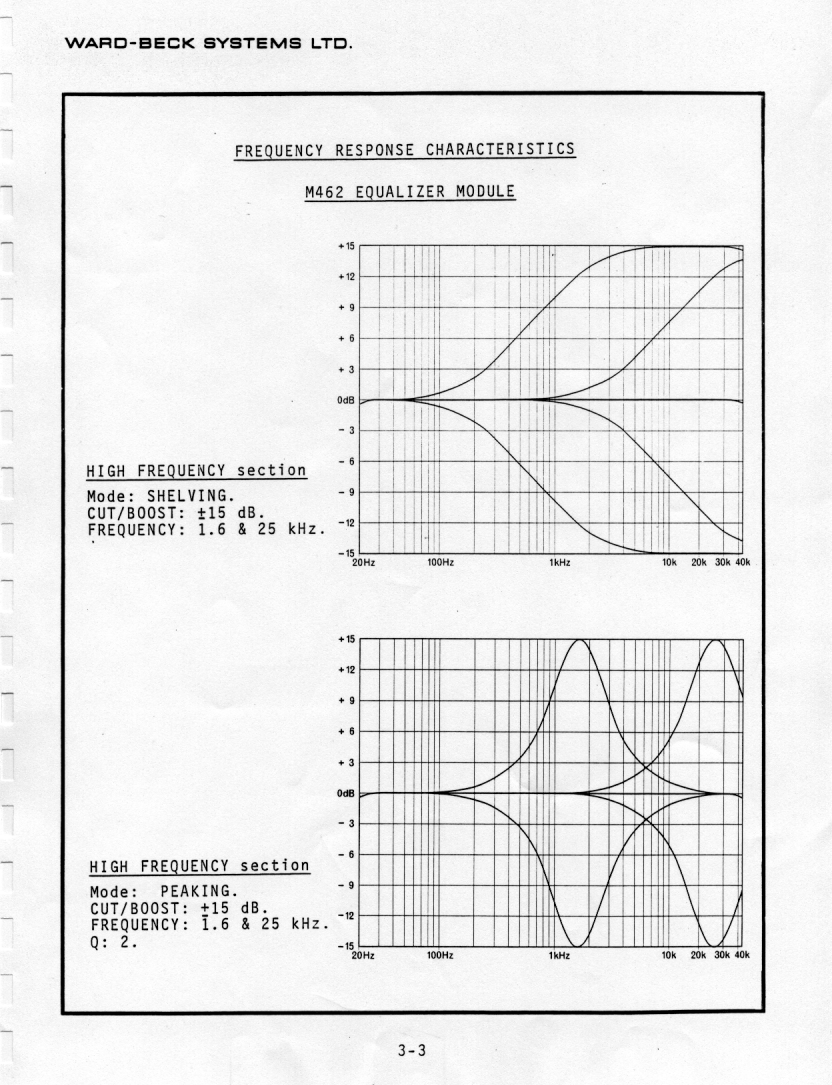 WARD-BECK SYSTEMS LTD.
FREQUENCY RESPONSE CHARACTERISTICS
M462 EQUALIZER MODULE
+15
+12
+ 9
+ 6
+ 3
0dB
- 3
- 6
- 9
-12
-15
20Hz 100Hz 1kHz 10k 20k 30k 40k
HIGH FREQUENCY section
Mode: SHELVING.
CUT/BOOST: ±15 dB.
FREQUENCY: 1.6 & 25 kHz.
+15
+12
+ 9
+ 6
+ 3
0dB
- 3
- 6
- 9
-12
-15
20Hz 100Hz 1kHz 10k 20k 30k 40k
HIGH FREQUENCY section
Mode: PEAKING.
CUT/BOOST: ±15 dB.
FREQUENCY: 1.6 & 25 kHz.
Q: 2.
3-3